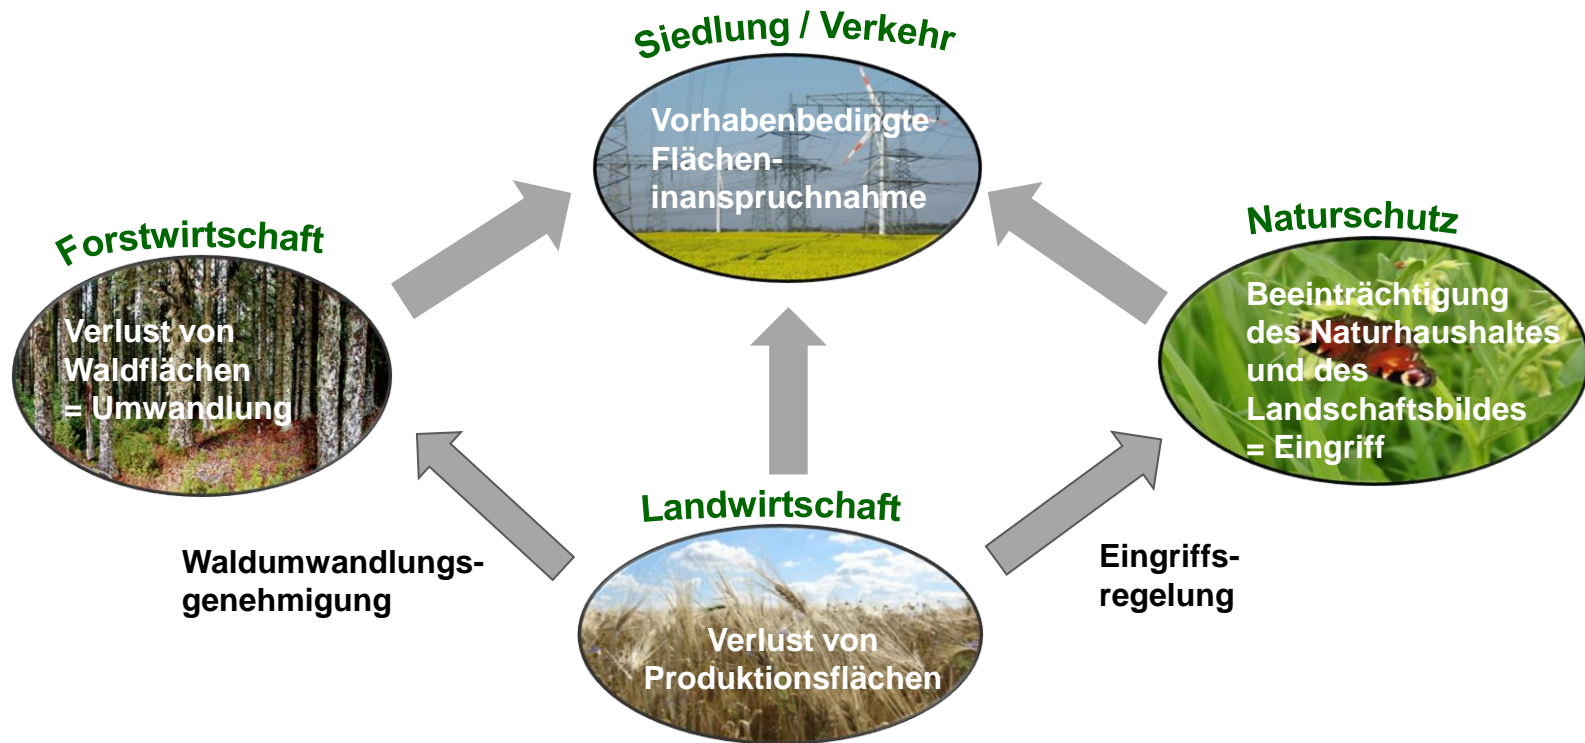 Siedlung / Verkehr
Vorhabenbedingte
Flächen-
inanspruchnahme
Forstwirtschaft
Verlust von
Waldflächen
= Umwandlung
Naturschutz
Beeinträchtigung
des Naturhaushaltes
und des
Landschaftsbildes
= Eingriff
Waldumwandlungs-
genehmigung
Eingriffs-
regelung
Landwirtschaft
Verlust von
Produktionsflächen